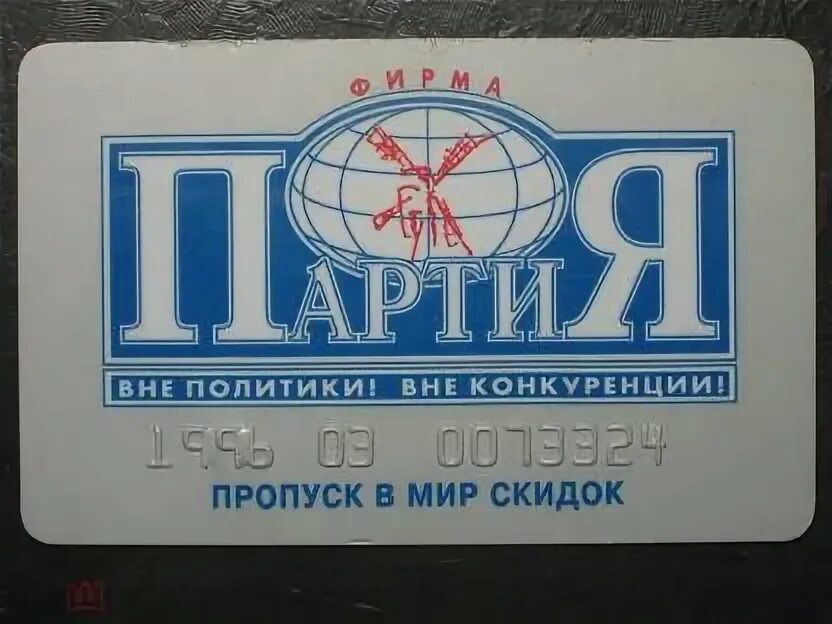 ФИРМА
ПАРТИЯ
ВНЕ ПОЛИТИКИ! ВНЕ КОНКУРЕНЦИИ!
1996 03 0073324
ПРОПУСК В МИР СКИДОК